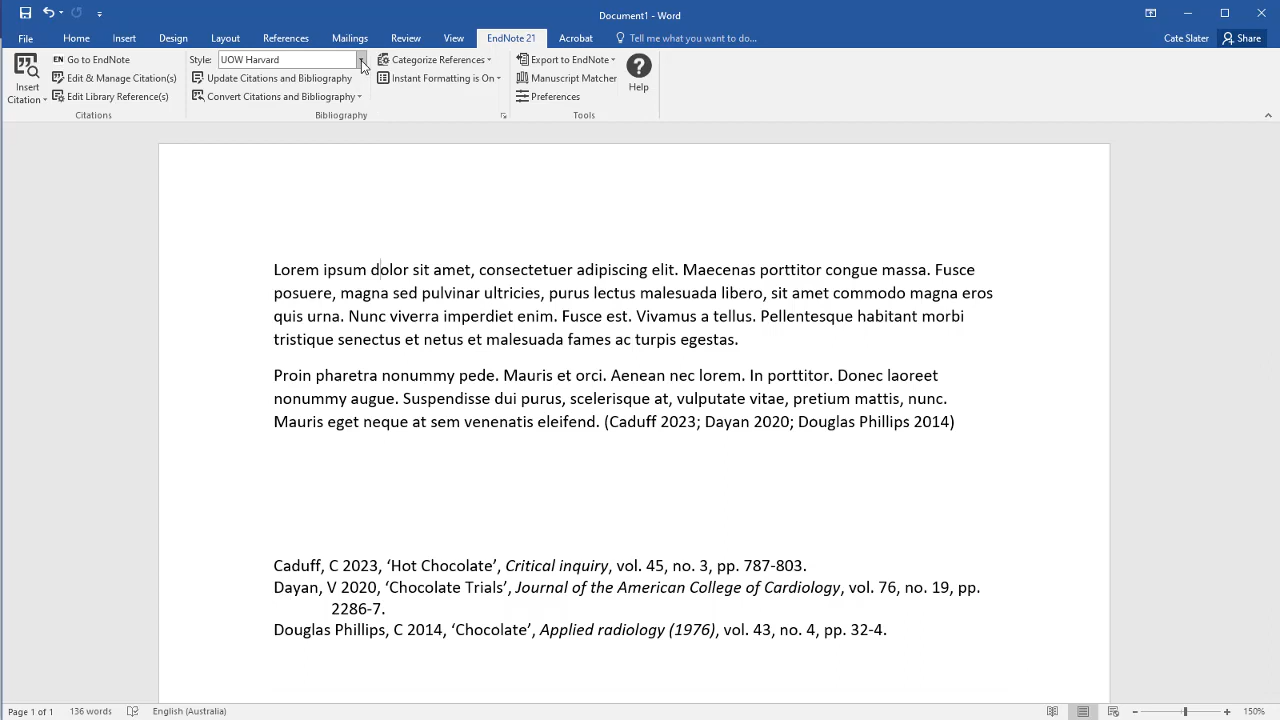 Document1 - Word
File Home Insert Design Layout References Mailings Review View EndNote 21 Acrobat Tell me what you want to do... Cate Slater Share
Insert
Citation
Go to EndNote
Edit & Manage Citation(s)
Edit Library Reference(s)
Citations
Style: UOW Harvard
Update Citations and Bibliography
Convert Citations and Bibliography
Categorize References
Instant Formatting is On
Bibliography
Export to EndNote
Manuscript Matcher
Preferences
Tools
Help
Lorem ipsum dolor sit amet, consectetuer adipiscing elit. Maecenas porttitor congue massa. Fusce
posuere, magna sed pulvinar ultricies, purus lectus malesuada libero, sit amet commodo magna eros
quis urna. Nunc viverra imperdiet enim. Fusce est. Vivamus a tellus. Pellentesque habitant morbi
tristique senectus et netus et malesuada fames ac turpis egestas.
Proin pharetra nonummy pede. Mauris et orci. Aenean nec lorem. In porttitor. Donec laoreet
nonummy augue. Suspendisse dui purus, scelerisque at, vulputate vitae, pretium mattis, nunc.
Mauris eget neque at sem venenatis eleifend. (Caduff 2023; Dayan 2020; Douglas Phillips 2014)
Caduff, C 2023, ‘Hot Chocolate’, Critical inquiry, vol. 45, no. 3, pp. 787-803.
Dayan, V 2020, ‘Chocolate Trials’, Journal of the American College of Cardiology, vol. 76, no. 19, pp.
2286-7.
Douglas Phillips, C 2014, ‘Chocolate’, Applied radiology (1976), vol. 43, no. 4, pp. 32-4.
Page 1 of 1 136 words English (Australia) 150%